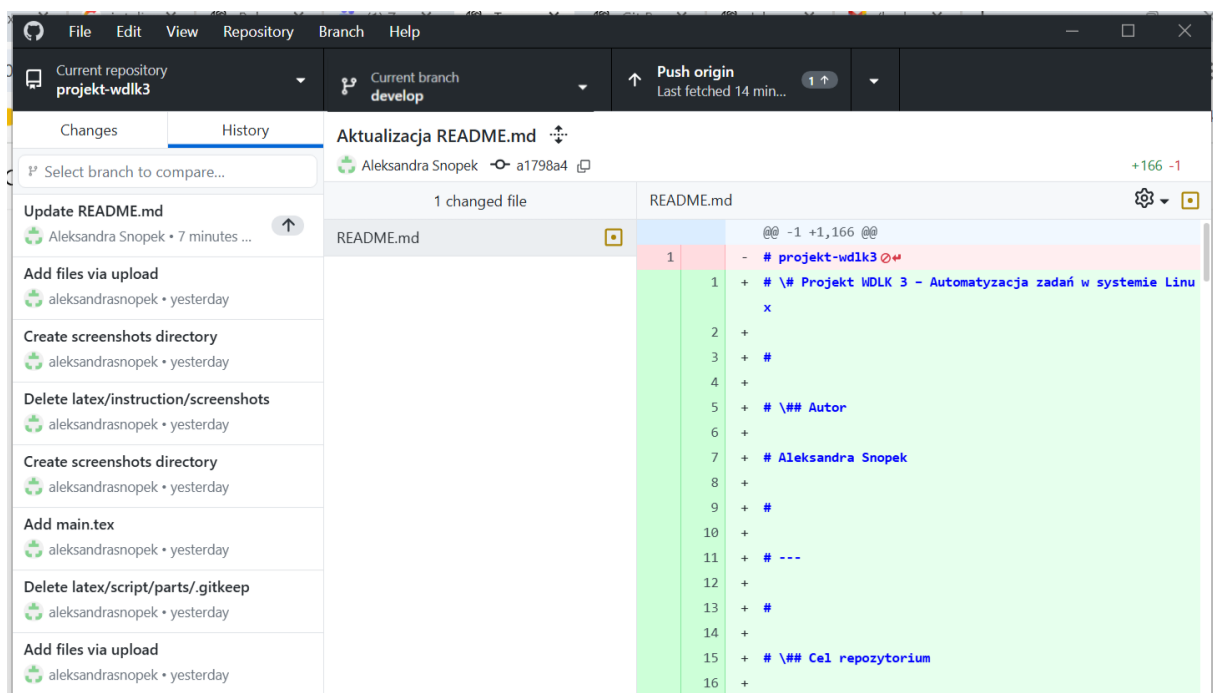 File Edit View Repository Branch Help
Current repository
projekt-wdlk3
Current branch
develop
Push origin
Last fetched 14 min...
1
Changes History
Select branch to compare...
Update README.md
Aleksandra Snopek • 7 minutes ...
Add files via upload
aleksandrasnopek • yesterday
Create screenshots directory
aleksandrasnopek • yesterday
Delete latex/instruction/screenshots
aleksandrasnopek • yesterday
Create screenshots directory
aleksandrasnopek • yesterday
Add main.tex
aleksandrasnopek • yesterday
Delete latex/script/parts/.gitkeep
aleksandrasnopek • yesterday
Add files via upload
aleksandrasnopek • yesterday
Aktualizacja README.md
Aleksandra Snopek a1798a4
+166 -1
1 changed file
README.md
README.md
@@ -1 +1,166 @@
1 - # projekt-wdlk3
1 + # \# Projekt WDLK 3 – Automatyzacja zadań w systemie Linu
x
2 +
3 + #
4 +
5 + # \## Autor
6 +
7 + # Aleksandra Snopek
8 +
9 + #
10 +
11 + # ---
12 +
13 + #
14 +
15 + # \## Cel repozytorium
16 +